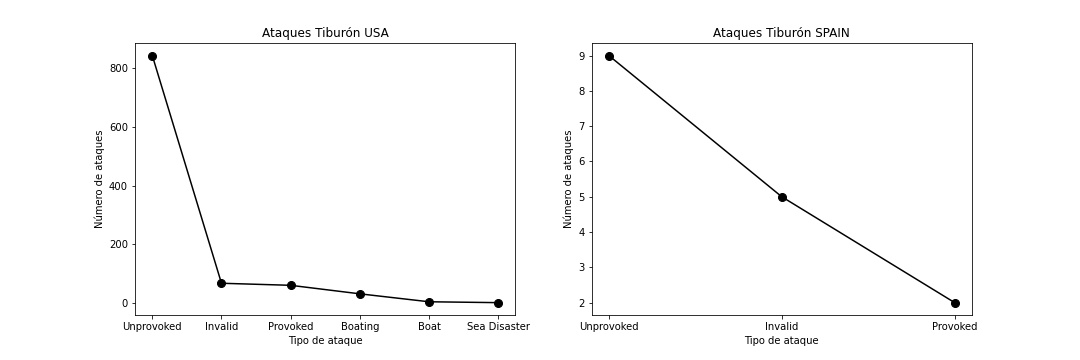 Ataques Tiburón USA
Número de ataques
800
600
400
200
0
Unprovoked Invalid Provoked Boating Boat Sea Disaster
Tipo de ataque
Ataques Tiburón SPAIN
Número de ataques
9
8
7
6
5
4
3
2
Unprovoked Invalid Provoked
Tipo de ataque